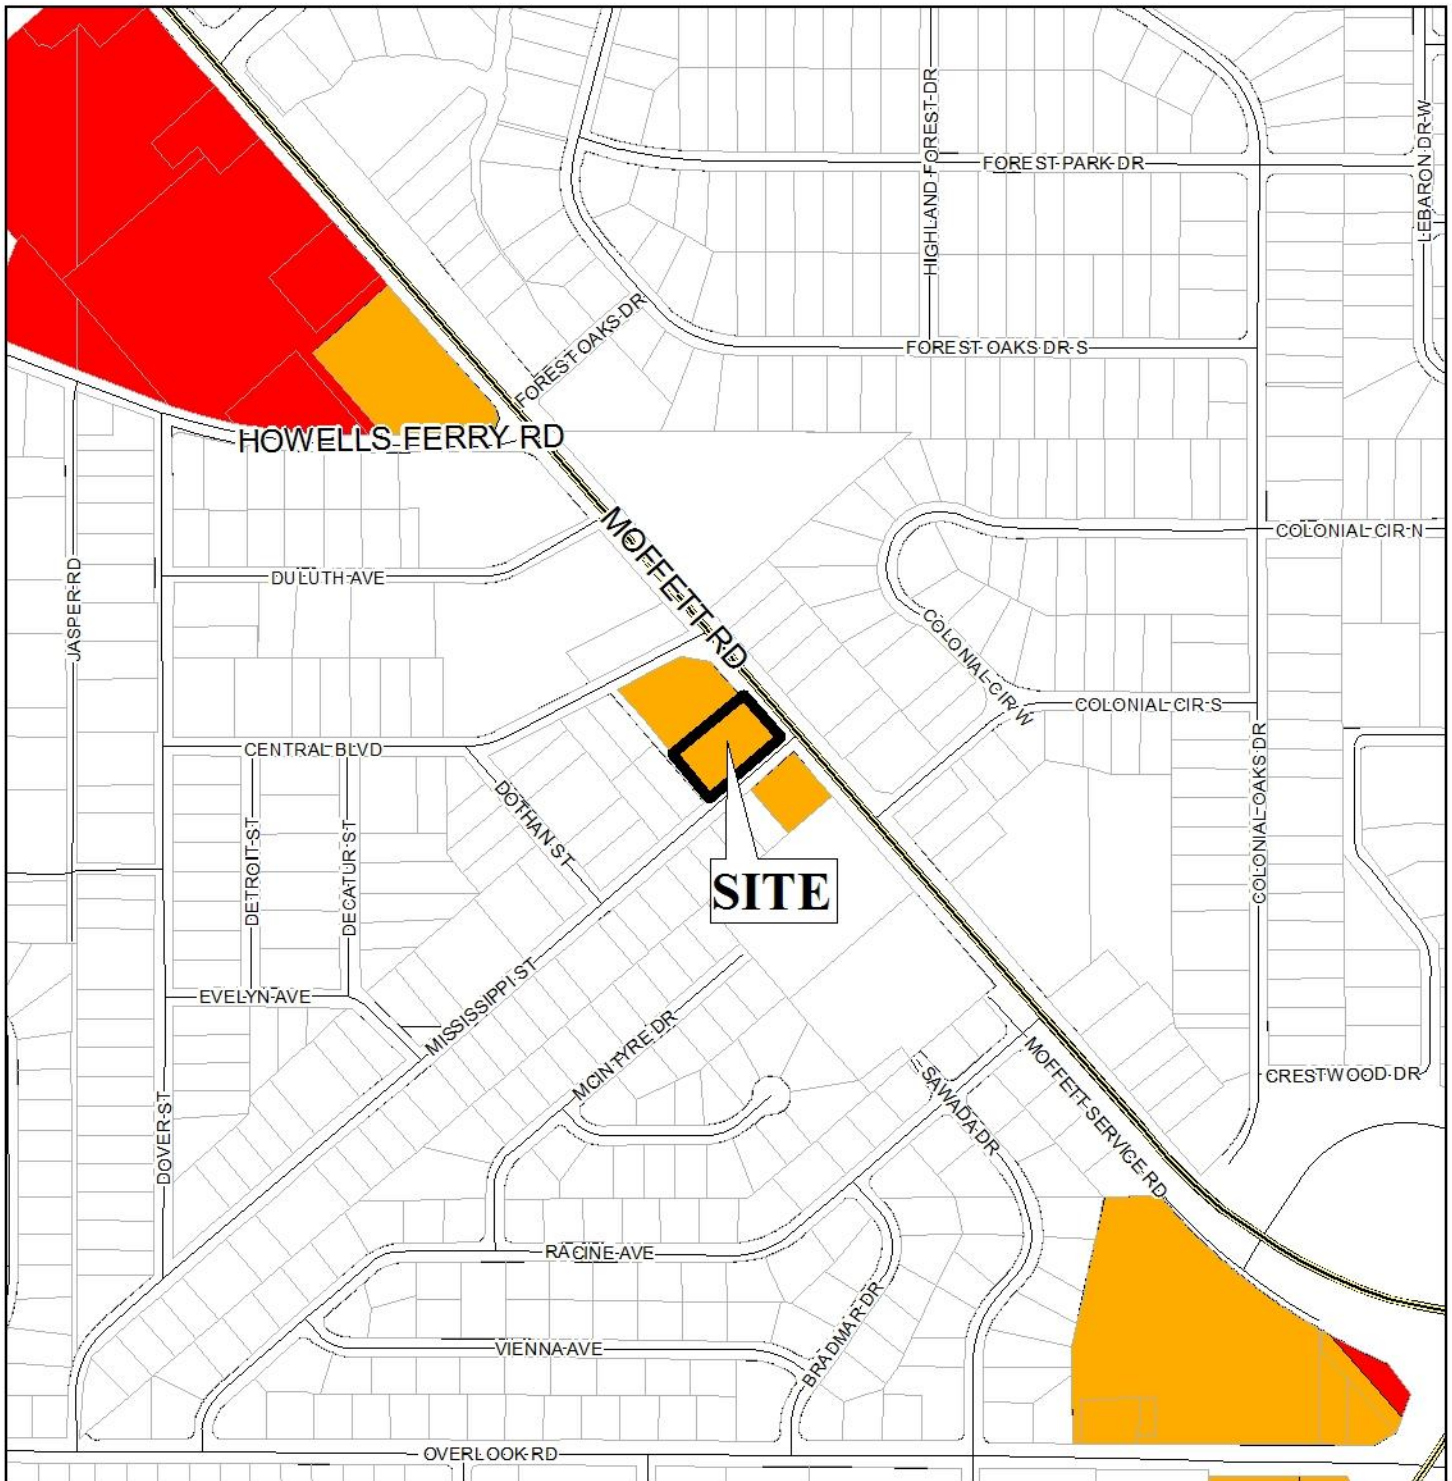 HIGHLAND FOREST DR
FOREST PARK DR
LEBARON DR W
FOREST OAKS DR
FOREST OAKS DR S
HOWELLS FERRY RD
MOFFETT RD
COLONIAL CIR N
JASPER RD
DULUTH AVE
COLONIAL CIR W
COLONIAL CIR S
CENTRAL BLVD
COLONIAL OAKS DR
DOTHAN ST
DETROIT ST
DECATUR ST
SITE
EVELYN AVE
MISSISSIPPI ST
MCINTYRE DR
SAWADA DR
MOFFETT SERVICE RD
CRESTWOOD DR
DOVER ST
RACINE AVE
BRADMAR DR
VIENNA AVE
OVERLOOK RD